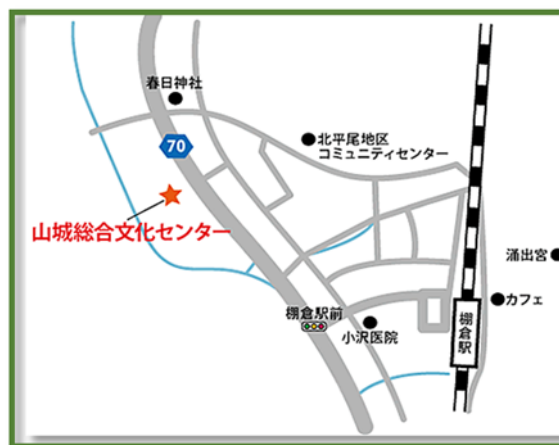 春日神社
70
北平尾地区
コミュニティセンター
山城総合文化センター
涌出宮
カフェ
棚倉駅前
小沢医院
棚倉駅